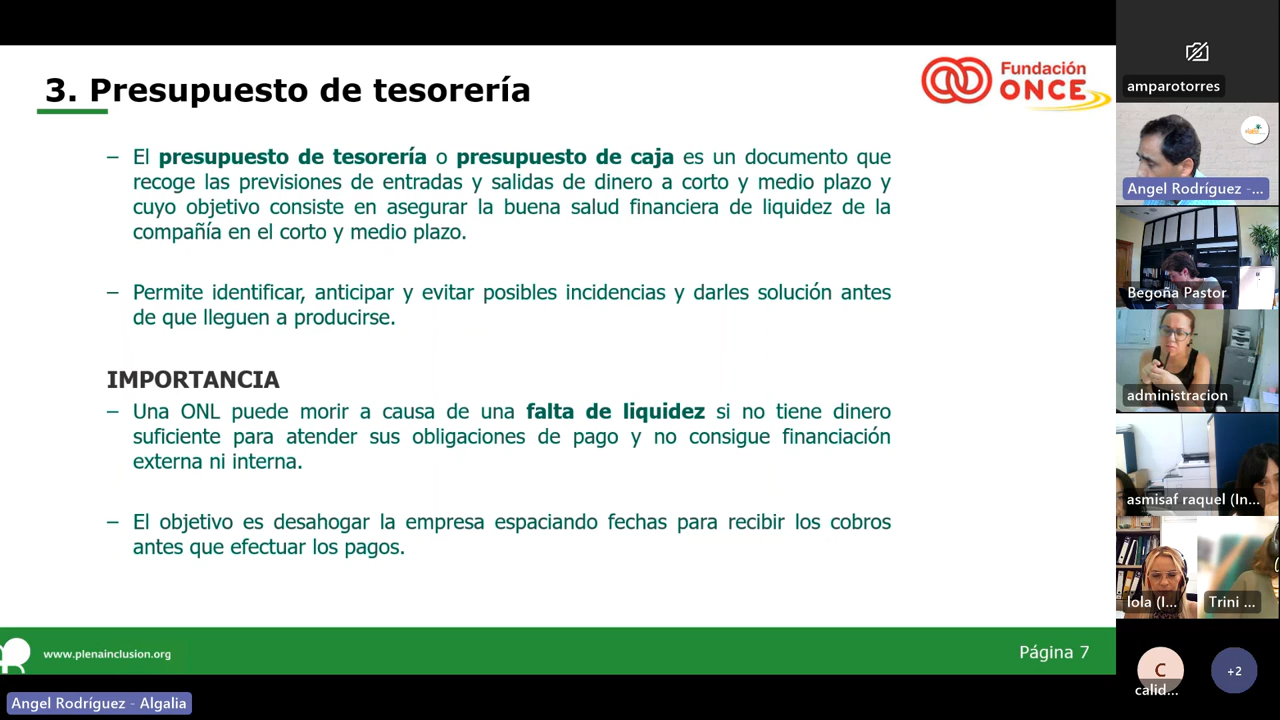 3. Presupuesto de tesorería
Fundación
ONCE
– El presupuesto de tesorería o presupuesto de caja es un documento que
recoge las previsiones de entradas y salidas de dinero a corto y medio plazo y
cuyo objetivo consiste en asegurar la buena salud financiera de liquidez de la
compañía en el corto y medio plazo.
– Permite identificar, anticipar y evitar posibles incidencias y darles solución antes
de que lleguen a producirse.
IMPORTANCIA
– Una ONL puede morir a causa de una falta de liquidez si no tiene dinero
suficiente para atender sus obligaciones de pago y no consigue financiación
externa ni interna.
– El objetivo es desahogar la empresa espaciando fechas para recibir los cobros
antes que efectuar los pagos.
www.plenainclusion.org
Página 7
Angel Rodríguez - Algalia
amparotorres
Angel Rodríguez -...
Begoña Pastor
administracion
asmisaf raquel (In...
lola (I...
Trini ...
C
calid...
+2